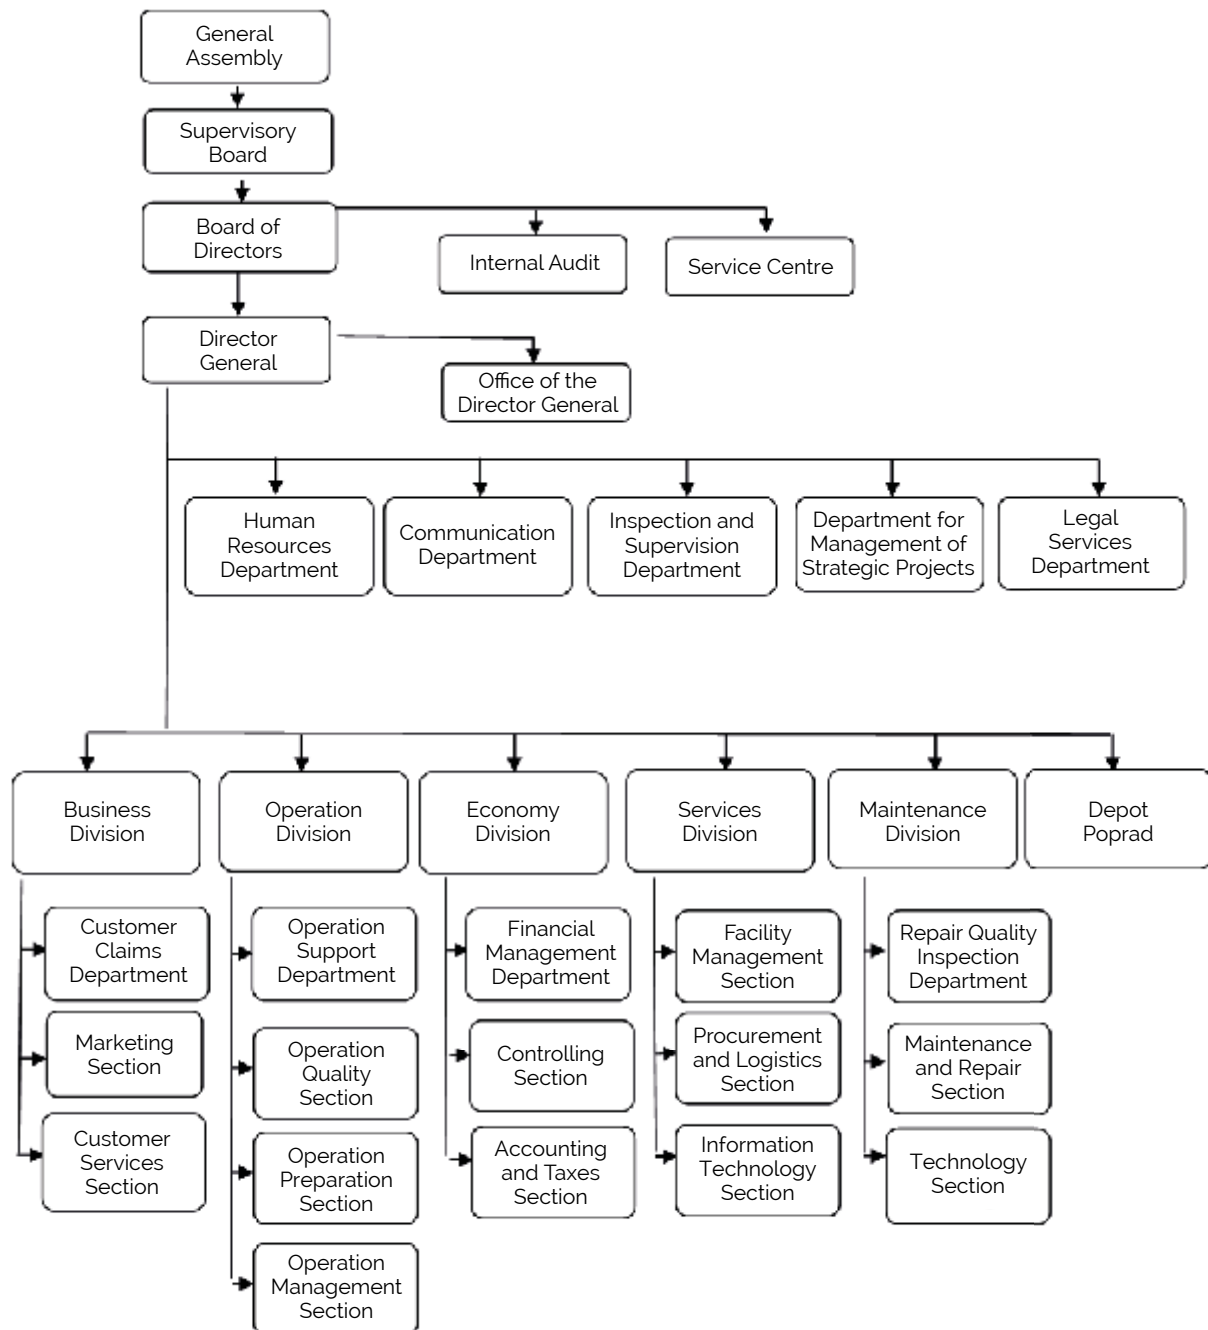 General
Assembly
Supervisory
Board
Board of
Directors
Internal Audit
Service Centre
Director
General
Office of the
Director General
Human
Resources
Department
Communication
Department
Inspection and
Supervision
Department
Department for
Management of
Strategic Projects
Legal
Services
Department
Business
Division
Operation
Division
Economy
Division
Services
Division
Maintenance
Division
Depot
Poprad
Customer
Claims
Department
Operation
Support
Department
Financial
Management
Department
Facility
Management
Section
Repair Quality
Inspection
Department
Marketing
Section
Operation
Quality
Section
Controlling
Section
Procurement
and Logistics
Section
Maintenance
and Repair
Section
Customer
Services
Section
Operation
Preparation
Section
Accounting
and Taxes
Section
Information
Technology
Section
Technology
Section
Operation
Management
Section